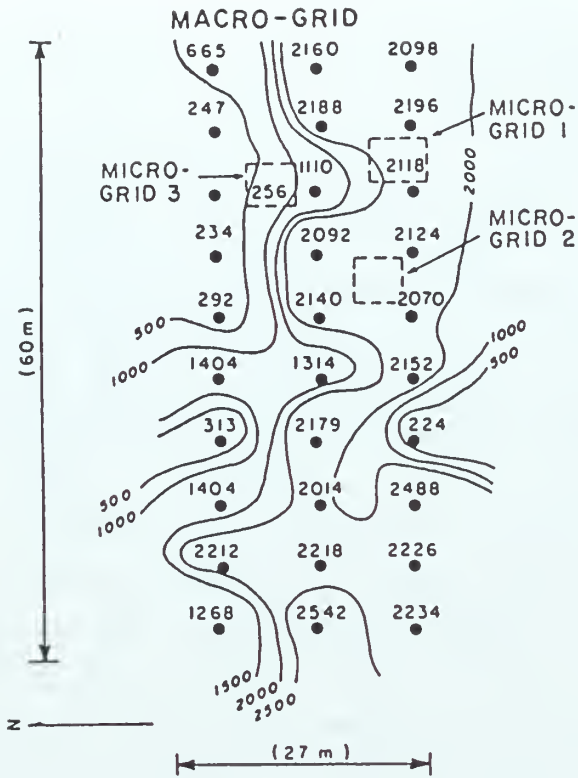 MACRO-GRID
665 2160 2098
247 2188 2196
MICRO-
GRID 1
MICRO-
GRID 3
256 1110 2118
2000
MICRO-
GRID 2
234 2092 2124
292 2140 2070
500
1000
1404 1314 2152
1000
500
313 2179 224
500
1000
1404 2014 2488
2212 2218 2226
1268 2542 2234
1500
2000
2500
(60m)
N
(27m)